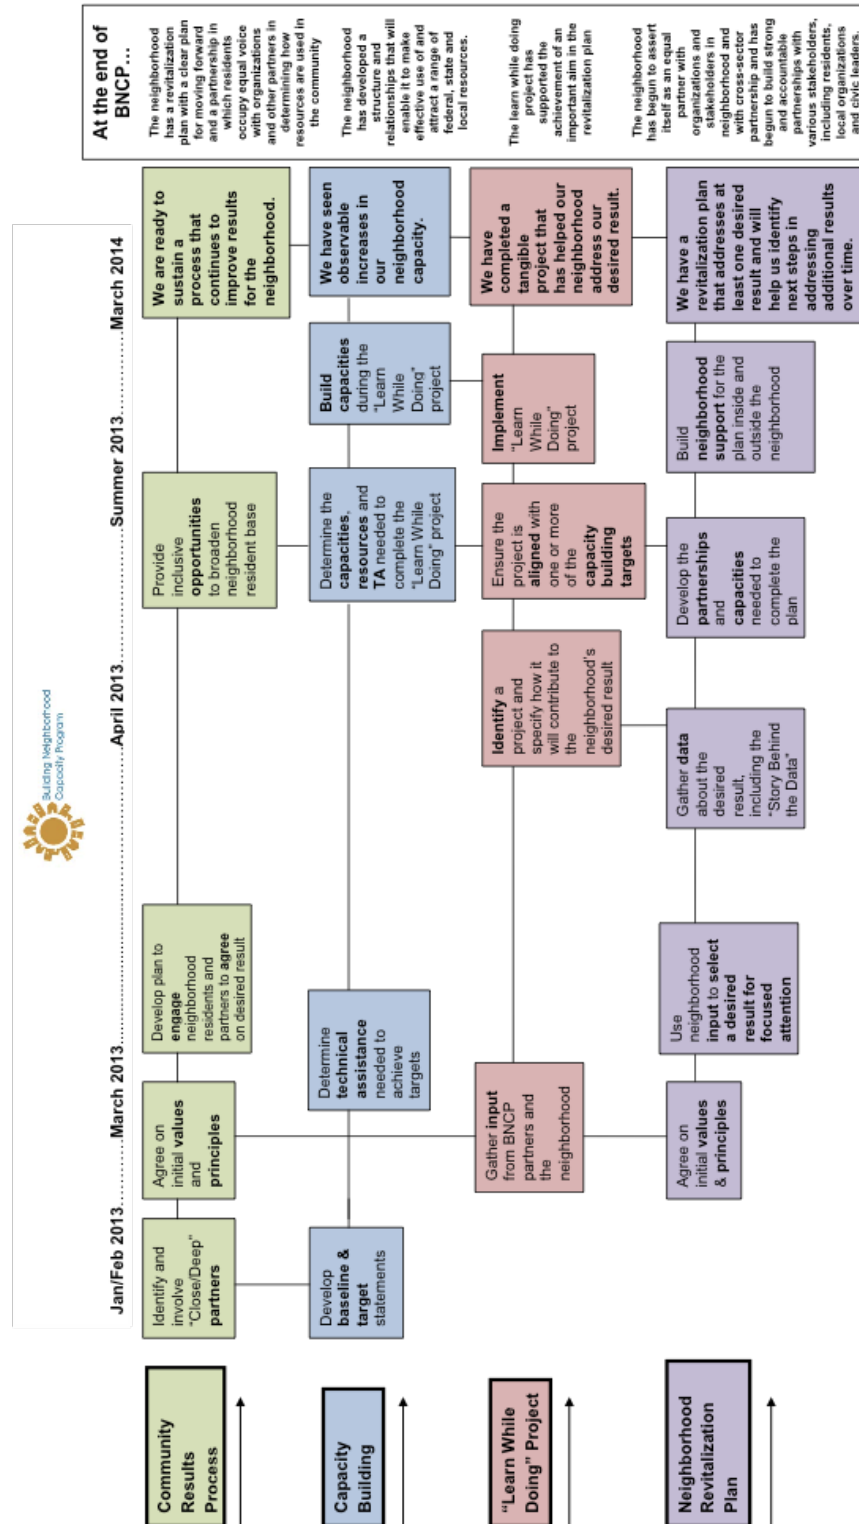 Building Neighborhood
Capacity Program
Jan/Feb 2013..................March 2013..................................................April 2013..................................Summer 2013..................March 2014
At the end of
BNCP…
Community
Results
Process
Identify and
involve
“Close/Deep”
partners
Agree on
initial values
and
principles
Develop plan to
engage
neighborhood
residents and
partners to agree
on desired result
Provide
inclusive
opportunities
to broaden
neighborhood
resident base
We are ready to
sustain a
process that
continues to
improve results
for the
neighborhood.
The neighborhood
has a revitalization
plan with a clear plan
for moving forward
and a partnership in
which residents
occupy equal voice
with organizations
and other partners in
determining how
resources are used in
the community
Capacity
Building
Develop
baseline &
target
statements
Determine
technical
assistance
needed to
achieve
targets
Determine the
capacities,
resources and
TA needed to
complete the
“Learn While
Doing” project
Build
capacities
during the
“Learn
While
Doing”
project
We have seen
observable
increases in
our
neighborhood
capacity.
The neighborhood
has developed a
structure and
relationships that will
enable it to make
effective use of and
attract a range of
federal, state and
local resources.
“Learn While
Doing” Project
Gather input
from BNCP
partners and
the
neighborhood
Identify a
project and
specify how it
will contribute to
the
neighborhood’s
desired result
Ensure the
project is
aligned with
one or more
of the
capacity
building
targets
Implement
“Learn
While
Doing”
project
We have
completed a
tangible
project that
has helped our
neighborhood
address our
desired result.
The learn while doing
project has
supported the
achievement of an
important aim in the
revitalization plan
Neighborhood
Revitalization
Plan
Agree on
initial values
& principles
Use
neighborhood
input to select
a desired
result for
focused
attention
Gather data
about the
desired
result,
including the
“Story Behind
the Data”
Develop the
partnerships
and
capacities
needed to
complete the
plan
Build
neighborhood
support for the
plan inside and
outside the
neighborhood
We have a
revitalization plan
that addresses at
least one desired
result and will
help us identify
next steps in
addressing
additional results
over time.
The neighborhood
has begun to assert
itself as an equal
partner with
organizations and
stakeholders in
neighborhood and
with cross-sector
partnership and has
begun to build strong
and accountable
partnerships with
various stakeholders,
including residents,
local organizations
and civic leaders.